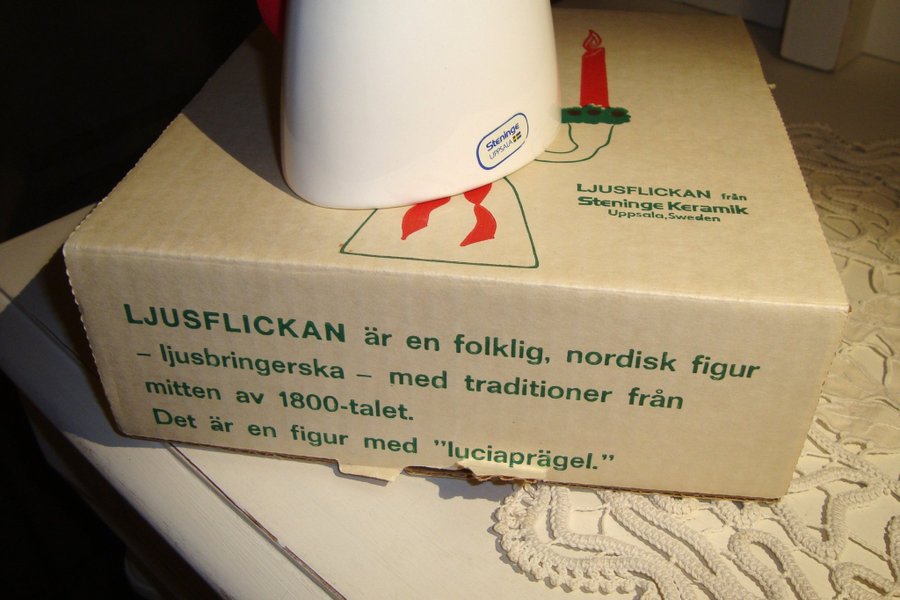 Steninge
UPPSALA
LJUSFLICKAN från
Steninge Keramik
Uppsala, Sweden
LJUSFLICKAN är en folklig, nordisk figur
– ljusbringerska – med traditioner från
mitten av 1800-talet.
Det är en figur med ”luciaprägel.”